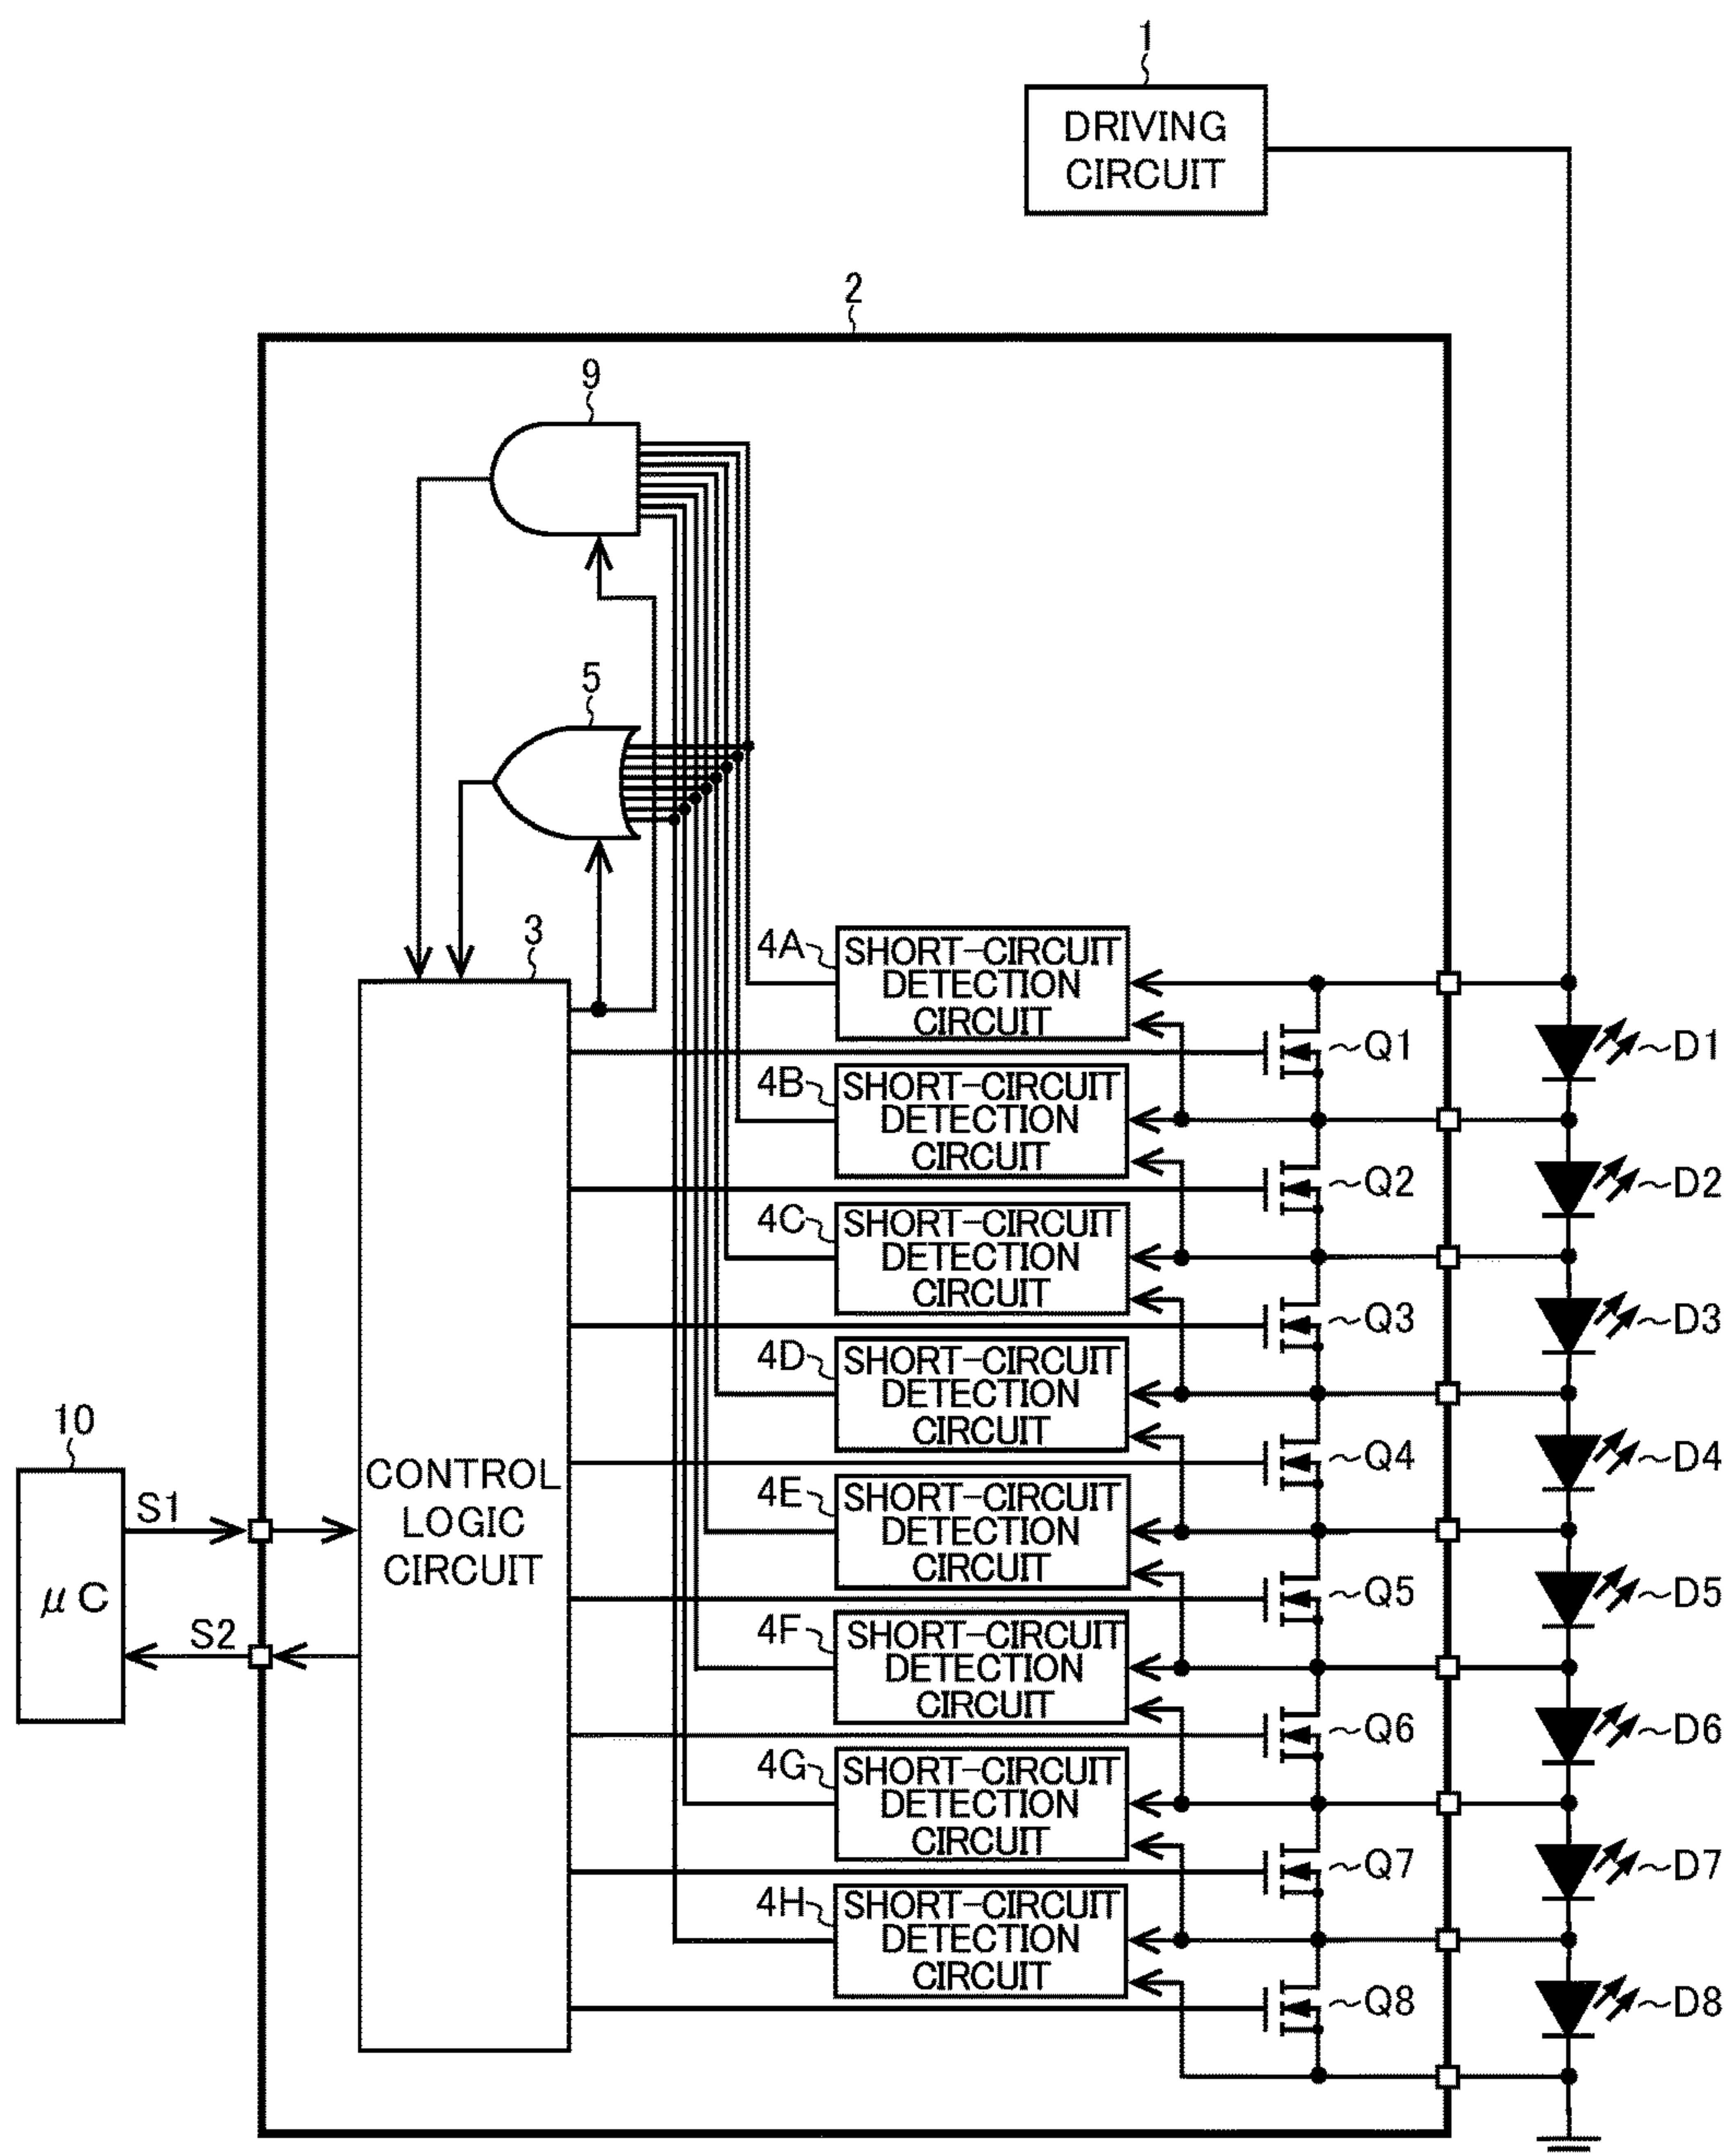 1
DRIVING
CIRCUIT
2
9
5
3
4A
SHORT-CIRCUIT
DETECTION
CIRCUIT
Q1
D1
4B
SHORT-CIRCUIT
DETECTION
CIRCUIT
Q2
D2
4C
SHORT-CIRCUIT
DETECTION
CIRCUIT
Q3
D3
4D
SHORT-CIRCUIT
DETECTION
CIRCUIT
Q4
D4
10
μC
S1
S2
CONTROL
LOGIC
CIRCUIT
4E
SHORT-CIRCUIT
DETECTION
CIRCUIT
Q5
D5
4F
SHORT-CIRCUIT
DETECTION
CIRCUIT
Q6
D6
4G
SHORT-CIRCUIT
DETECTION
CIRCUIT
Q7
D7
4H
SHORT-CIRCUIT
DETECTION
CIRCUIT
Q8
D8